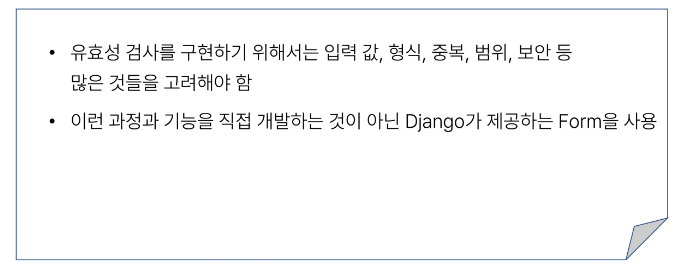 • 유효성 검사를 구현하기 위해서는 입력 값, 형식, 중복, 범위, 보안 등
많은 것들을 고려해야 함
• 이런 과정과 기능을 직접 개발하는 것이 아닌 Django가 제공하는 Form을 사용